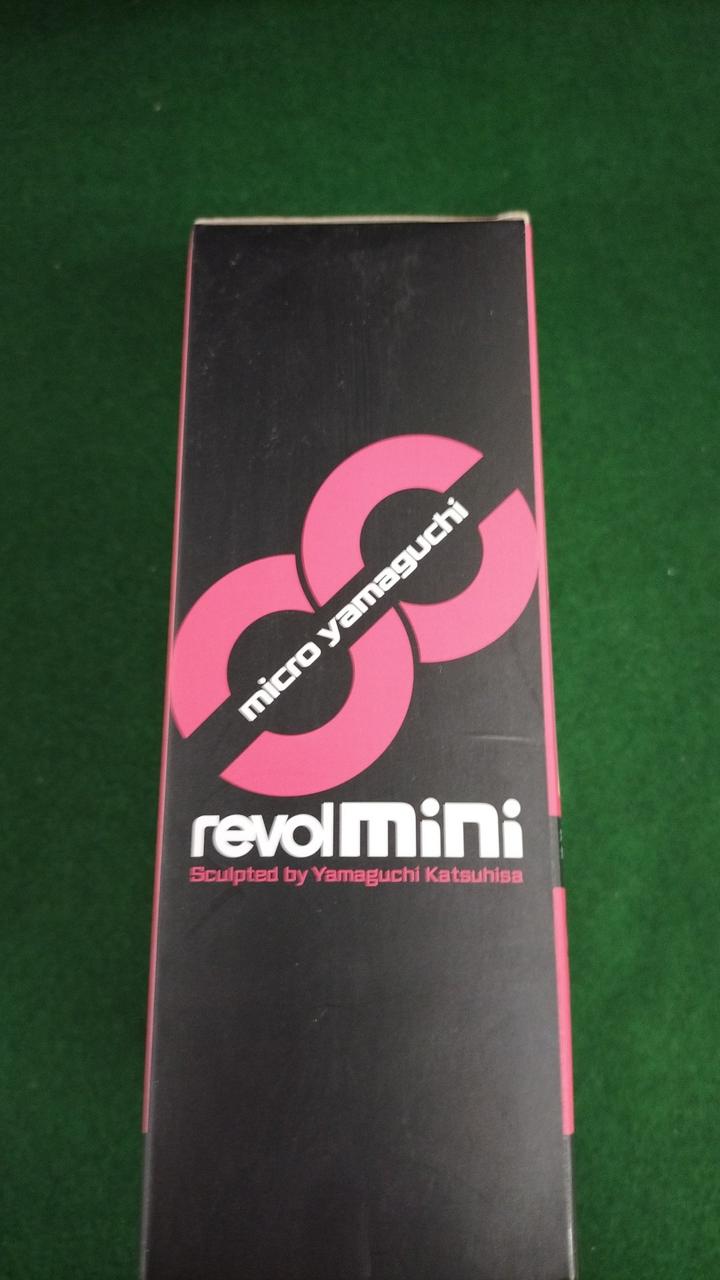 micro yamaguchi
revolmini
Sculpted by Yamaguchi Katsuhisa